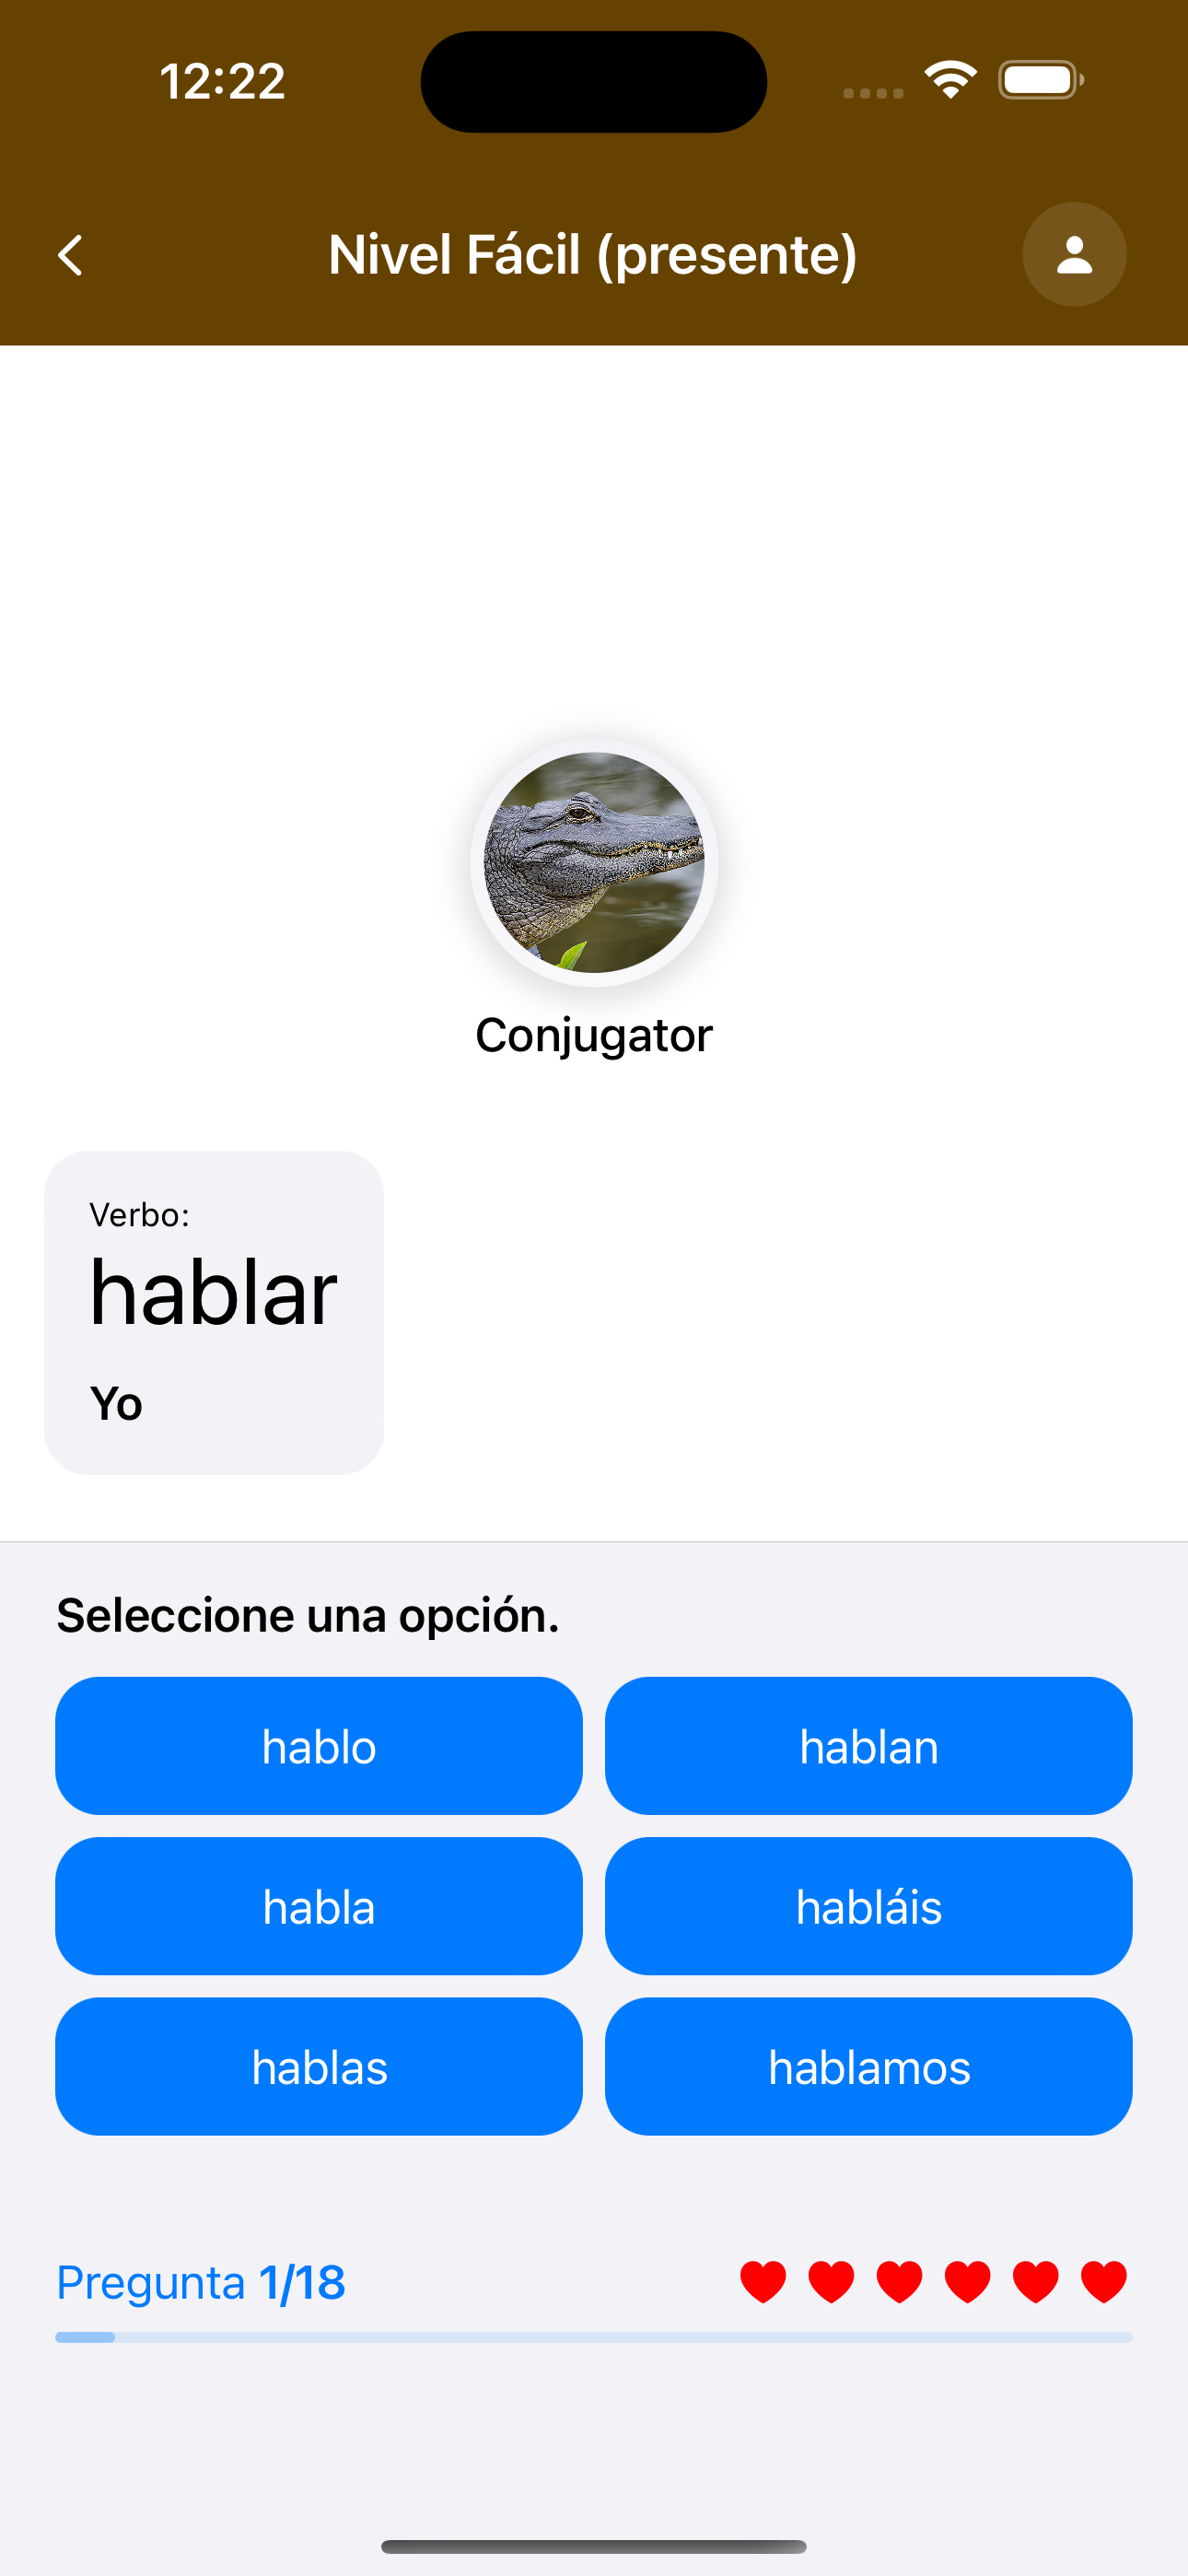 12:22
Nivel Fácil (presente)
Conjugator
Verbo:
hablar
Yo
Seleccione una opción.
hablo
hablan
habla
habláis
hablas
hablamos
Pregunta 1/18